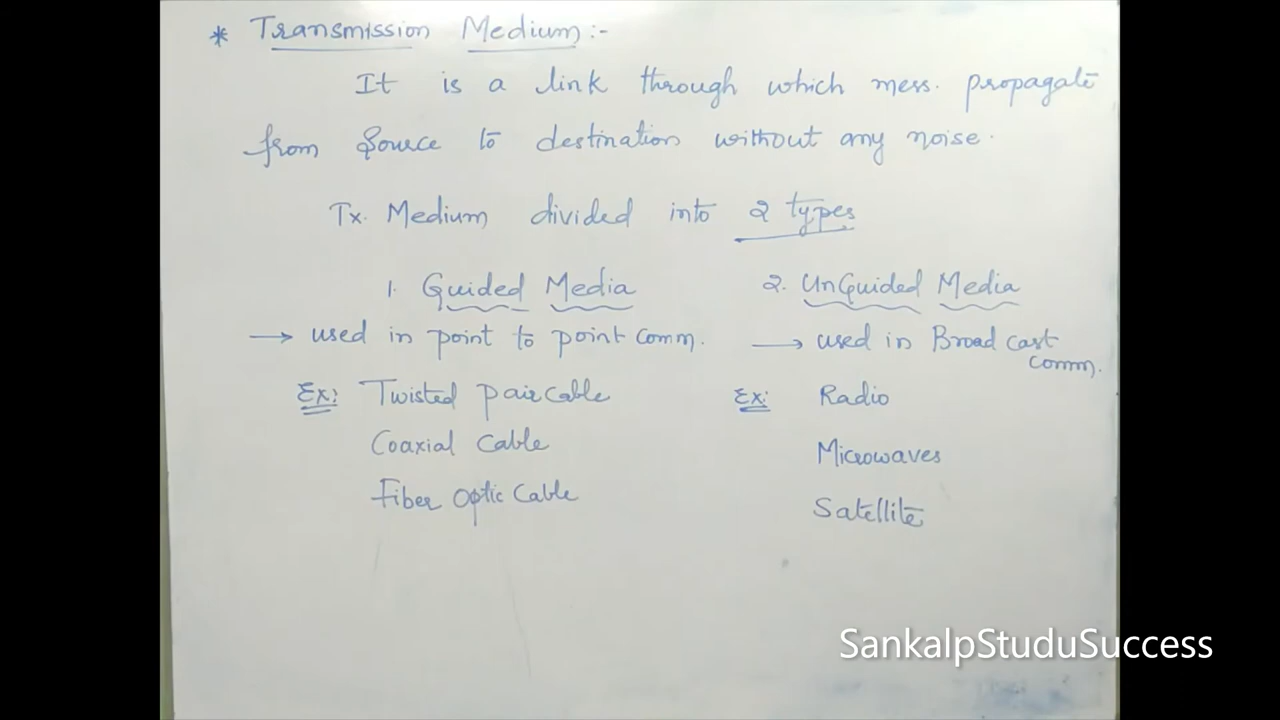 * Transmission Medium:-
It is a link through which mess. propagate
from source to destination without any noise.
Tx. Medium divided into 2 types
1. Guided Media
→ used in point to point comm.
Ex: Twisted pair cable
Coaxial cable
Fiber optic cable
2. UnGuided Media
→ used in Broad cast
comm.
Ex: Radio
Microwaves
Satellite
SankalpStuduSuccess